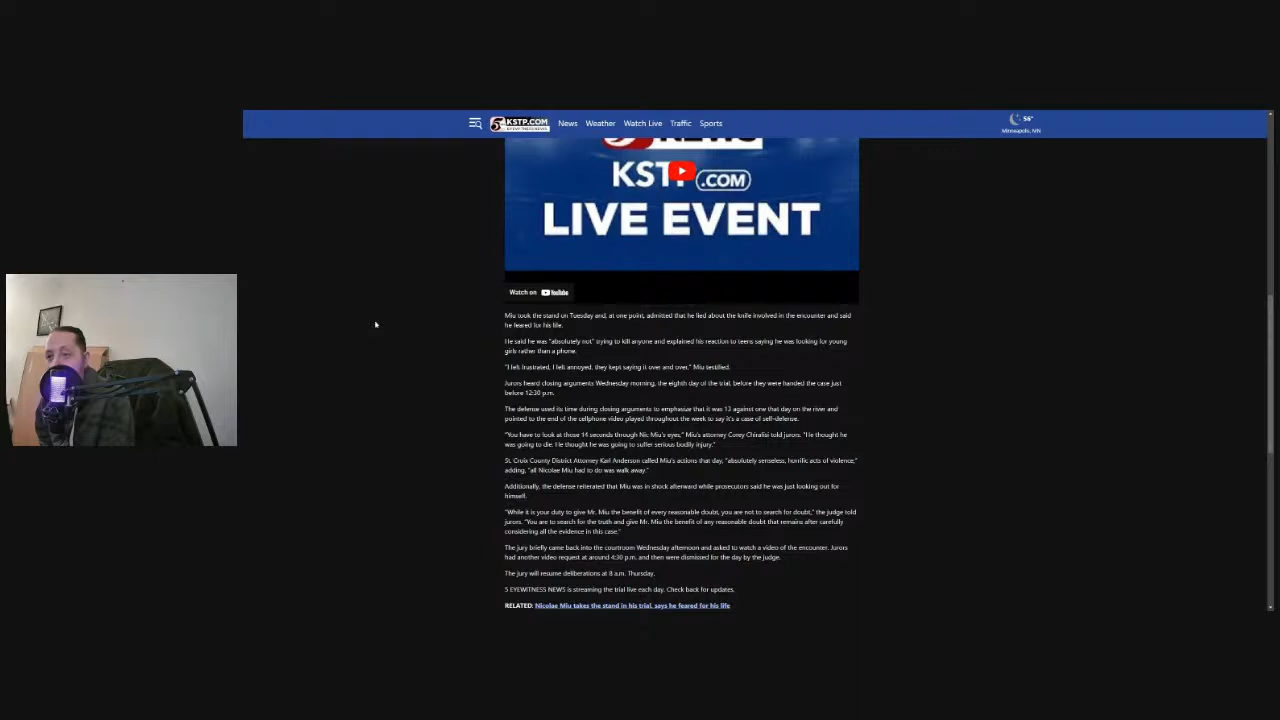 KSTP.COM
News Weather Watch Live Traffic Sports
56°
Minneapolis, MN
KSTP.COM
LIVE EVENT
Watch on YouTube
Miu took the stand on Tuesday and, at one point, admitted that he lied about the knife involved in the encounter and said
he feared for his life.
He said he was "absolutely not" trying to kill anyone and explained his reaction to teens saying he was looking for young
girls rather than a phone.
"I felt frustrated, I felt annoyed, they kept saying it over and over," Miu testified.
Jurors heard closing arguments Wednesday morning, the eighth day of the trial, before they were handed the case just
before 12:30 p.m.
The defense used its time during closing arguments to emphasize that it was 13 against one that day on the river and
pointed to the end of the cellphone video played throughout the week to say it's a case of self-defense.
"You have to look at those 14 seconds through Nic Miu's eyes," Miu's attorney Corey Chirafisi told jurors. "He thought he
was going to die. He thought he was going to suffer serious bodily injury."
St. Croix County District Attorney Karl Anderson called Miu's actions that day, "absolutely senseless, horrific acts of violence,"
adding, "all Nicolae Miu had to do was walk away."
Additionally, the defense reiterated that Miu was in shock afterward while prosecutors said he was just looking out for
himself.
"While it is your duty to give Mr. Miu the benefit of every reasonable doubt, you are not to search for doubt," the judge told
jurors. "You are to search for the truth and give Mr. Miu the benefit of any reasonable doubt that remains after carefully
considering all the evidence in this case."
The jury briefly came back into the courtroom Wednesday afternoon and asked to watch a video of the encounter. Jurors
had another video request at around 4:30 p.m. and then were dismissed for the day by the judge.
The jury will resume deliberations at 8 a.m. Thursday.
5 EYEWITNESS NEWS is streaming the trial live each day. Check back for updates.
RELATED: Nicolae Miu takes the stand in his trial, says he feared for his life